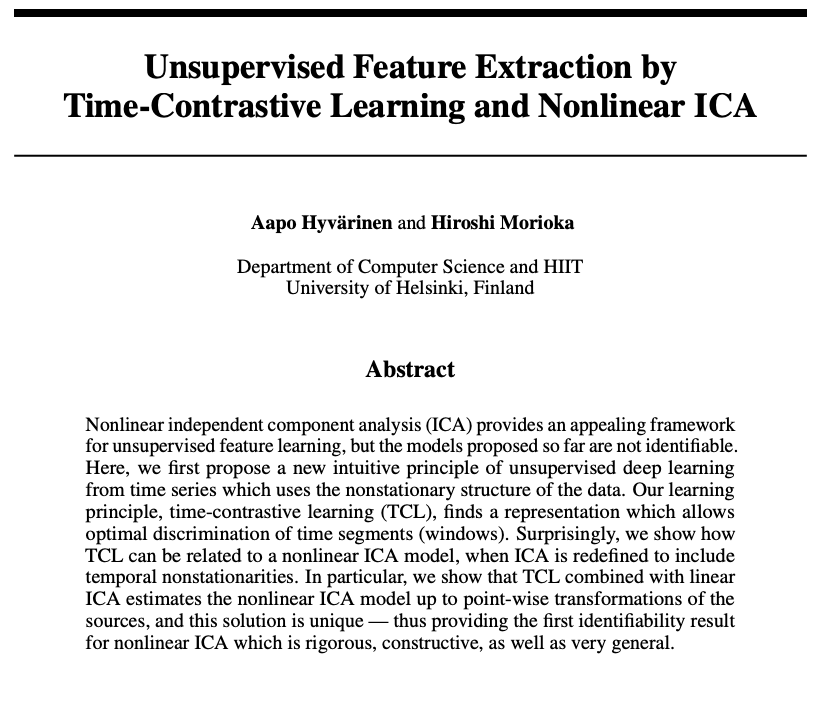 Unsupervised Feature Extraction by
Time-Contrastive Learning and Nonlinear ICA
Aapo Hyvärinen and Hiroshi Morioka
Department of Computer Science and HIIT
University of Helsinki, Finland
Abstract
Nonlinear independent component analysis (ICA) provides an appealing framework
for unsupervised feature learning, but the models proposed so far are not identifiable.
Here, we first propose a new intuitive principle of unsupervised deep learning
from time series which uses the nonstationary structure of the data. Our learning
principle, time-contrastive learning (TCL), finds a representation which allows
optimal discrimination of time segments (windows). Surprisingly, we show how
TCL can be related to a nonlinear ICA model, when ICA is redefined to include
temporal nonstationarities. In particular, we show that TCL combined with linear
ICA estimates the nonlinear ICA model up to point-wise transformations of the
sources, and this solution is unique — thus providing the first identifiability result
for nonlinear ICA which is rigorous, constructive, as well as very general.